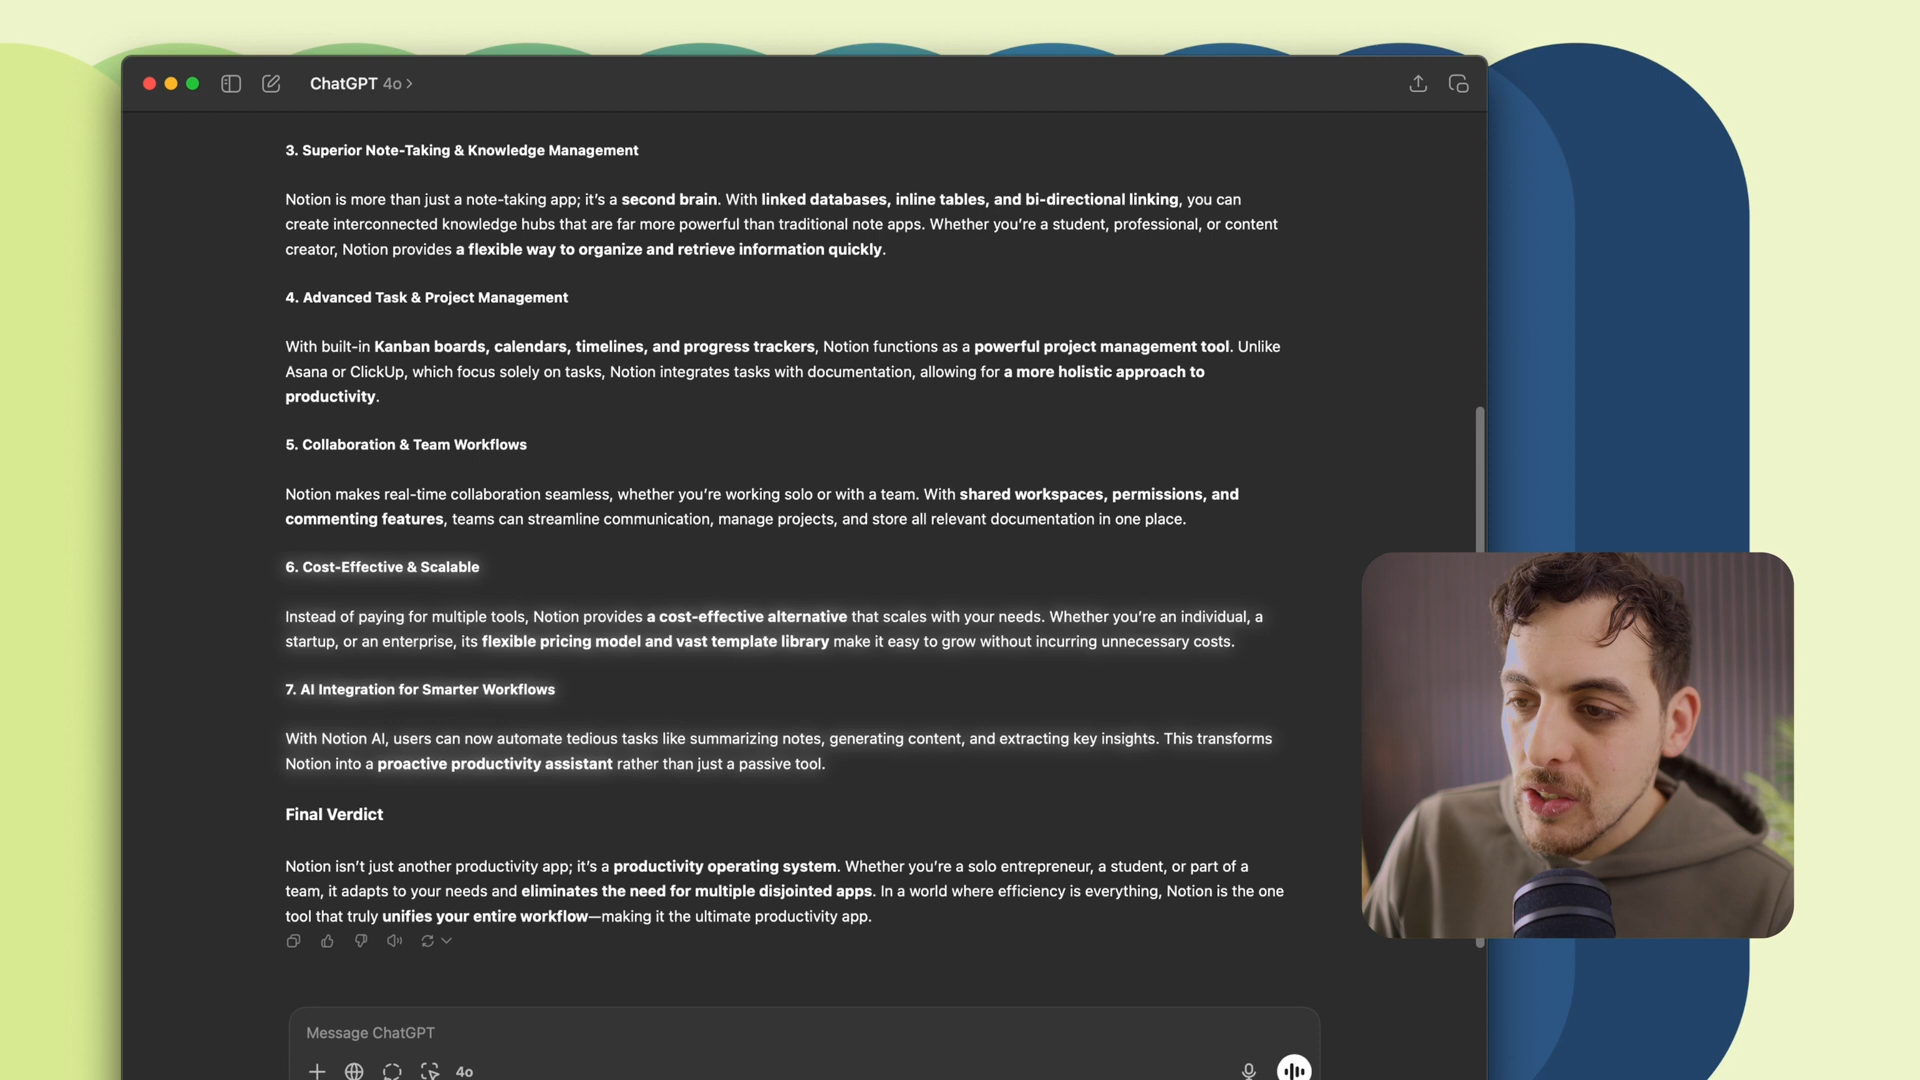 ChatGPT 4o >
3. Superior Note-Taking & Knowledge Management
Notion is more than just a note-taking app; it’s a second brain. With linked databases, inline tables, and bi-directional linking, you can
create interconnected knowledge hubs that are far more powerful than traditional note apps. Whether you’re a student, professional, or content
creator, Notion provides a flexible way to organize and retrieve information quickly.
4. Advanced Task & Project Management
With built-in Kanban boards, calendars, timelines, and progress trackers, Notion functions as a powerful project management tool. Unlike
Asana or ClickUp, which focus solely on tasks, Notion integrates tasks with documentation, allowing for a more holistic approach to
productivity.
5. Collaboration & Team Workflows
Notion makes real-time collaboration seamless, whether you’re working solo or with a team. With shared workspaces, permissions, and
commenting features, teams can streamline communication, manage projects, and store all relevant documentation in one place.
6. Cost-Effective & Scalable
Instead of paying for multiple tools, Notion provides a cost-effective alternative that scales with your needs. Whether you’re an individual, a
startup, or an enterprise, its flexible pricing model and vast template library make it easy to grow without incurring unnecessary costs.
7. AI Integration for Smarter Workflows
With Notion AI, users can now automate tedious tasks like summarizing notes, generating content, and extracting key insights. This transforms
Notion into a proactive productivity assistant rather than just a passive tool.
Final Verdict
Notion isn’t just another productivity app; it’s a productivity operating system. Whether you’re a solo entrepreneur, a student, or part of a
team, it adapts to your needs and eliminates the need for multiple disjointed apps. In a world where efficiency is everything, Notion is the one
tool that truly unifies your entire workflow—making it the ultimate productivity app.
Message ChatGPT
4o